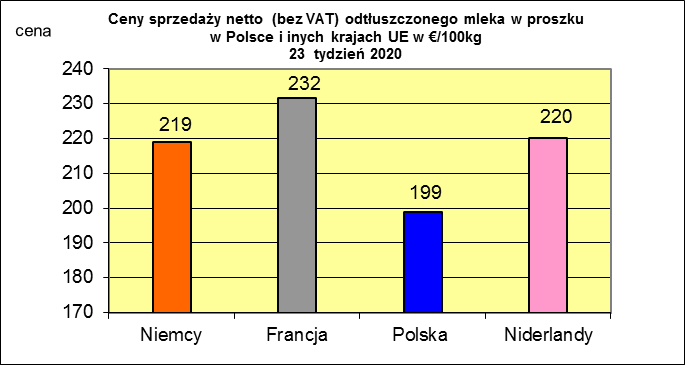 Ceny sprzedaży netto (bez VAT) odtłuszczonego mleka w proszku
w Polsce i inych krajach UE w €/100kg
23 tydzień 2020
cena
240
230
220
210
200
190
180
170
219
232
199
220
Niemcy
Francja
Polska
Niderlandy